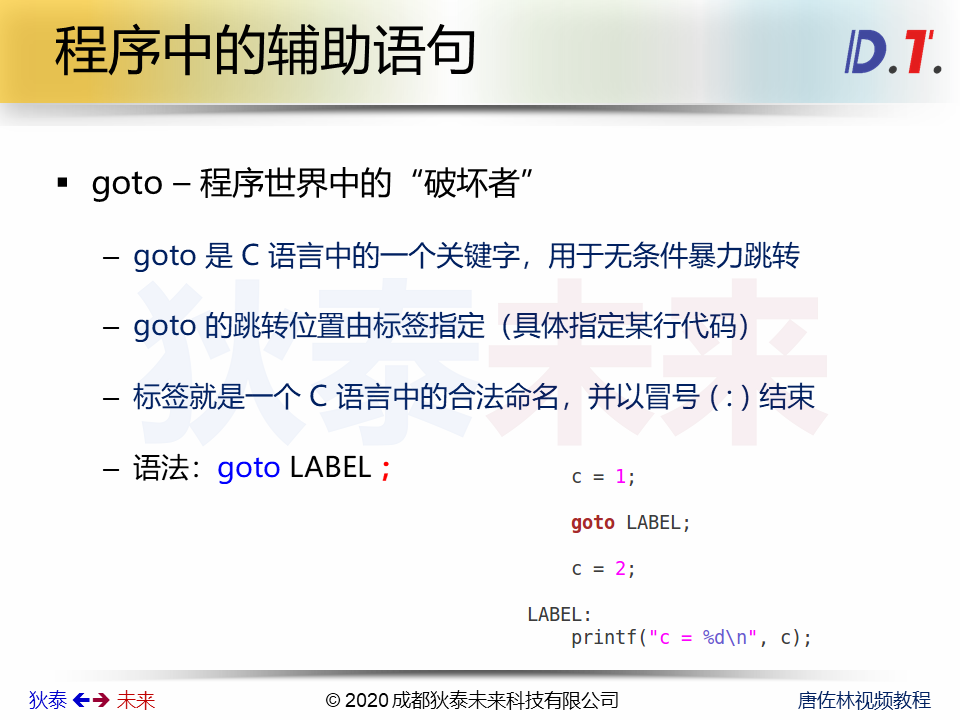 程序中的辅助语句
D.T.
▪ goto – 程序世界中的“破坏者”
– goto 是 C 语言中的一个关键字，用于无条件暴力跳转
– goto 的跳转位置由标签指定（具体指定某行代码）
– 标签就是一个 C 语言中的合法命名，并以冒号 ( : ) 结束
– 语法：goto LABEL ;
c = 1;
goto LABEL;
c = 2;
LABEL:
printf("c = %d\n", c);
狄泰未来
狄泰 🡸🡺 未来
© 2020 成都狄泰未来科技有限公司
唐佐林视频教程